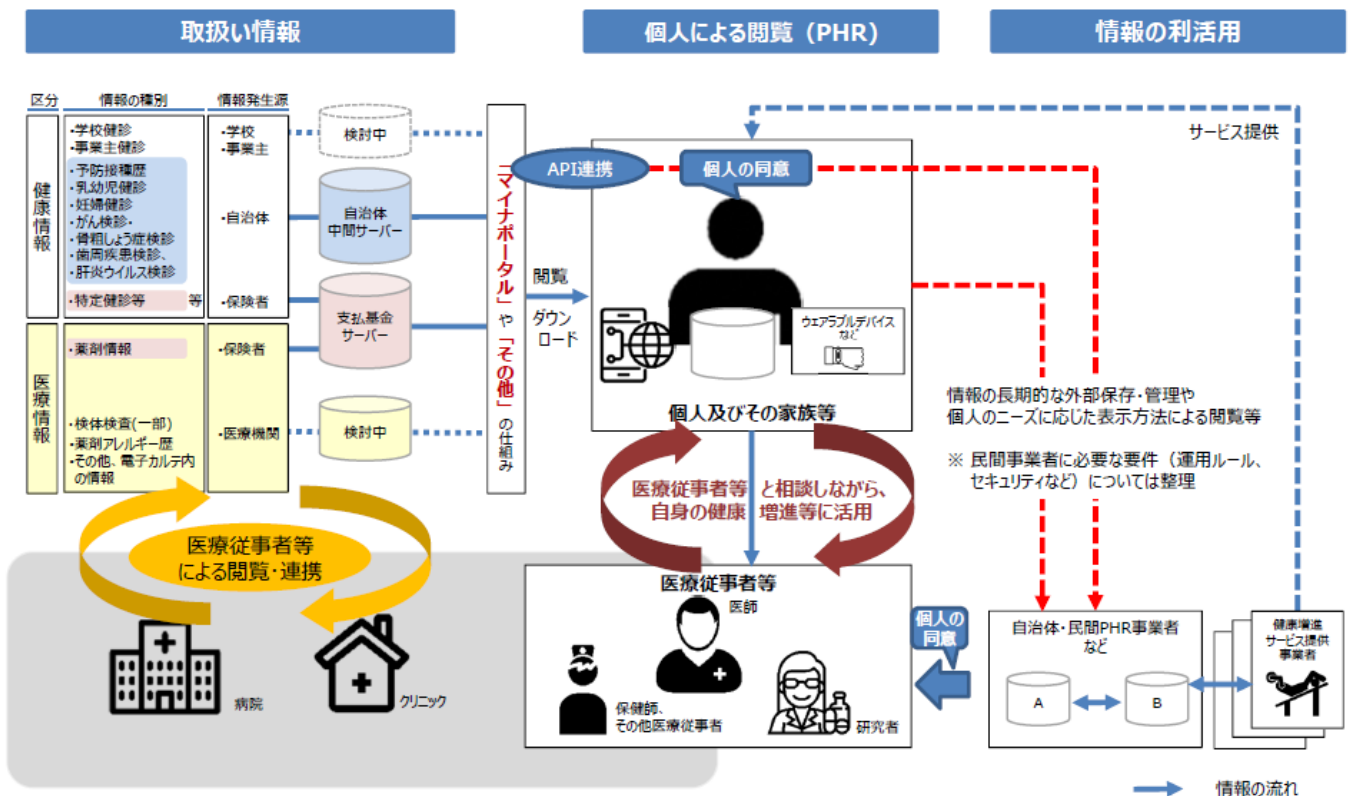 取扱い情報
個人による閲覧（PHR）
情報の利活用
区分
情報の種別
情報発生源
健康情報
・学校健診
・事業主健診
・予防接種歴
・乳幼児健診
・妊婦健診
・がん検診・
・骨粗しょう症検診
・歯周疾患検診、
・肝炎ウイルス検診
・特定健診等
等
・学校
・事業主
・自治体
・保険者
検討中
自治体
中間サーバー
支払基金
サーバー
医療情報
・薬剤情報
・検体検査(一部)
・薬剤アレルギー歴
・その他、電子カルテ内
の情報
・保険者
・医療機関
検討中
「マイナポータル」や「その他」の仕組み
API連携
個人の同意
閲覧
ダウン
ロード
ウェアラブルデバイス
など
個人及びその家族等
サービス提供
情報の長期的な外部保存・管理や
個人のニーズに応じた表示方法による閲覧等
※ 民間事業者に必要な要件（運用ルール、
セキュリティなど）については整理
医療従事者等 と相談しながら、
自身の健康 増進等に活用
医療従事者等
による閲覧・連携
病院
クリニック
医療従事者等
医師
保健師、
その他医療従事者
研究者
個人の
同意
自治体・民間PHR事業者
など
A
B
健康増進
サービス提供
事業者
情報の流れ